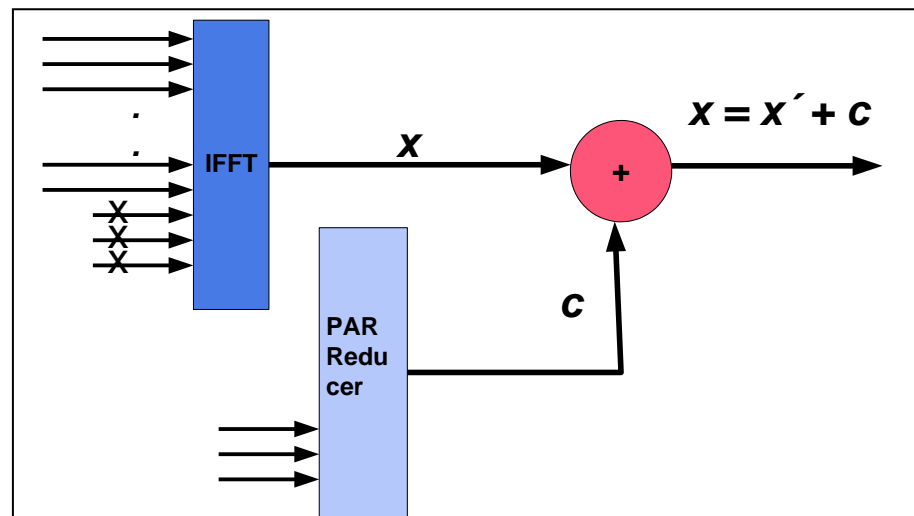 .
.
IFFT
x
x = x´ + c
+
X
X
X
c
PAR
Redu
cer